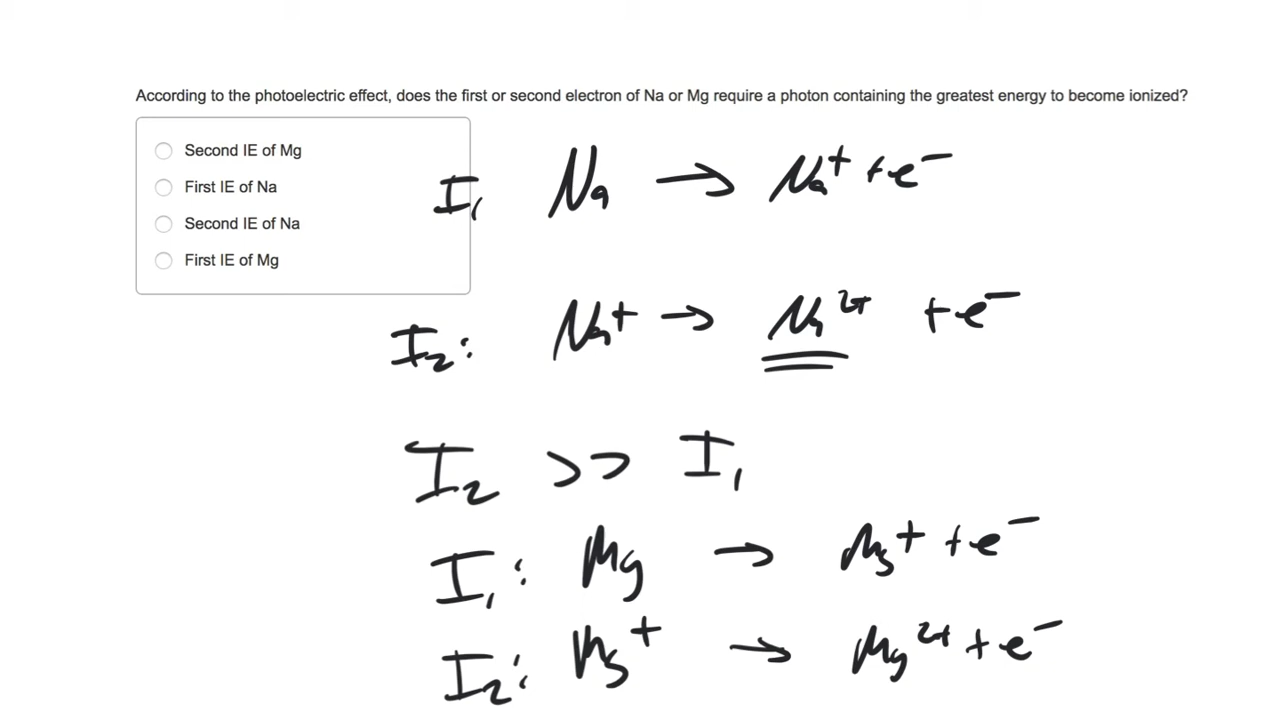 According to the photoelectric effect, does the first or second electron of Na or Mg require a photon containing the greatest energy to become ionized?
Second IE of Mg
First IE of Na
Second IE of Na
First IE of Mg
I₁ Na → Na⁺ + e⁻
I₂: Na⁺ → Na²⁺ + e⁻
I₂ >> I₁
I₁: Mg → Mg⁺ + e⁻
I₂: Mg⁺ → Mg²⁺ + e⁻